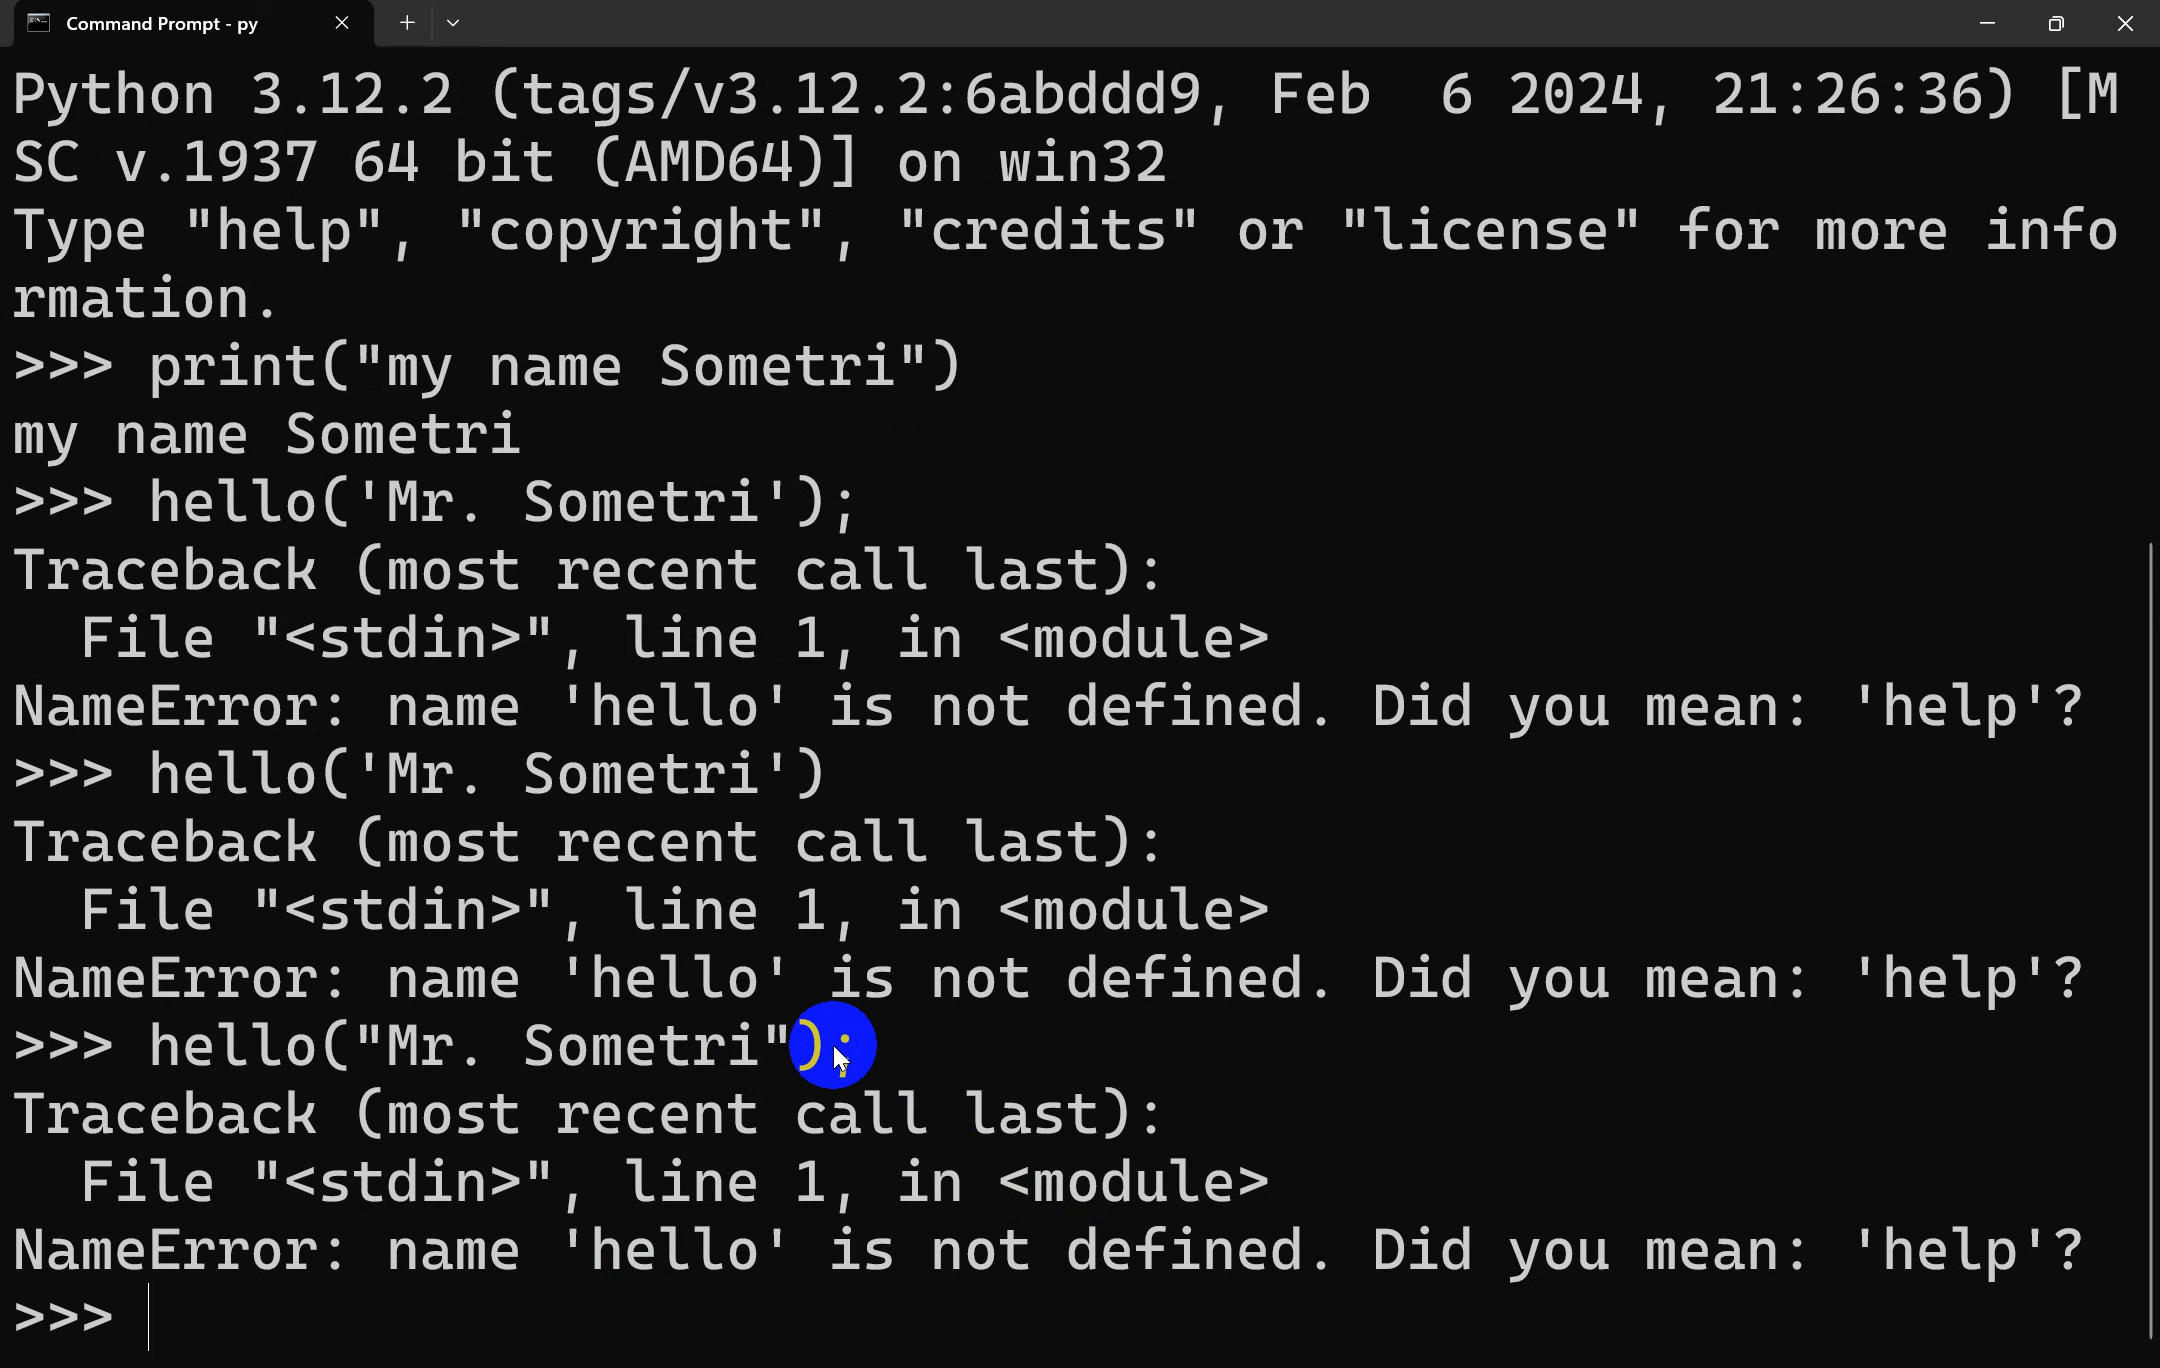 Command Prompt - py
Python 3.12.2 (tags/v3.12.2:6abddd9, Feb  6 2024, 21:26:36) [M
SC v.1937 64 bit (AMD64)] on win32
Type "help", "copyright", "credits" or "license" for more info
rmation.
>>> print("my name Sometri")
my name Sometri
>>> hello('Mr. Sometri');
Traceback (most recent call last):
  File "<stdin>", line 1, in <module>
NameError: name 'hello' is not defined. Did you mean: 'help'?
>>> hello('Mr. Sometri')
Traceback (most recent call last):
  File "<stdin>", line 1, in <module>
NameError: name 'hello' is not defined. Did you mean: 'help'?
>>> hello("Mr. Sometri");
Traceback (most recent call last):
  File "<stdin>", line 1, in <module>
NameError: name 'hello' is not defined. Did you mean: 'help'?
>>>